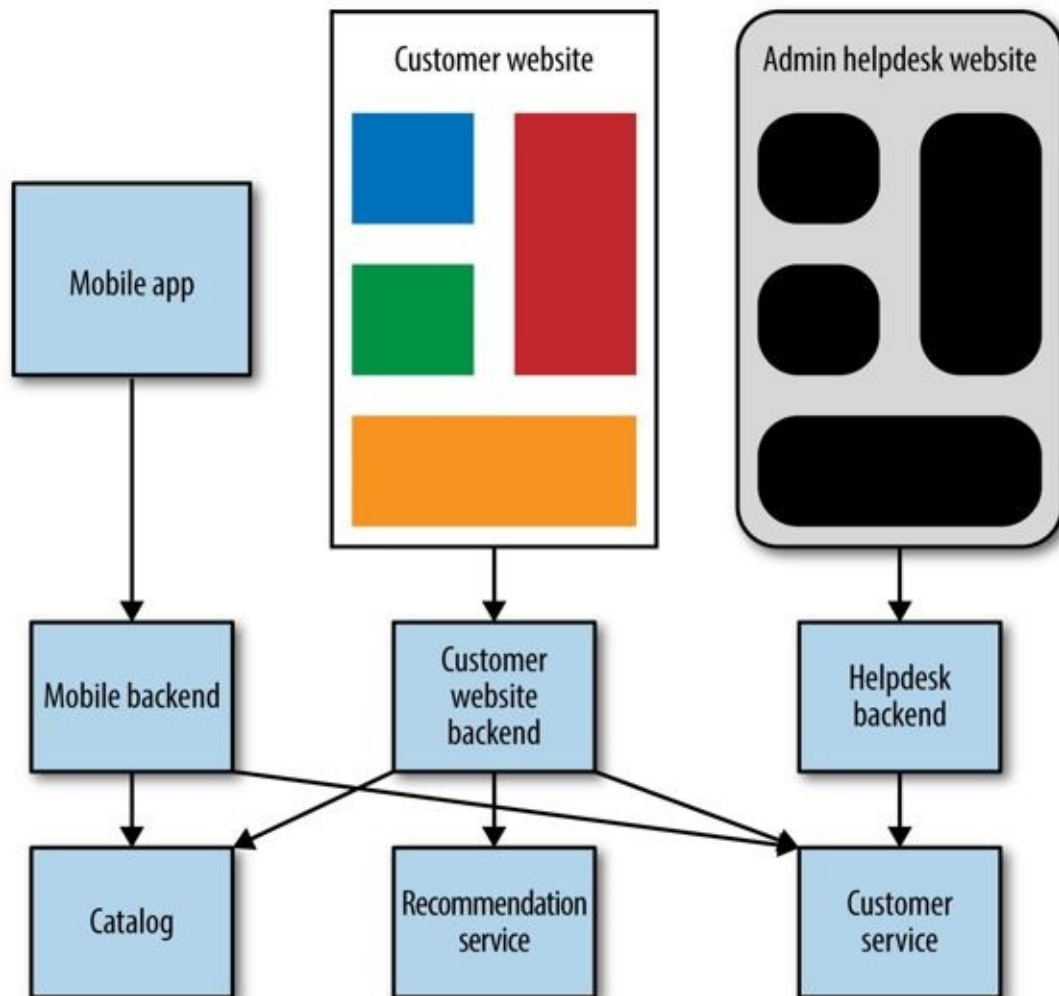 Customer website
Admin helpdesk website
Mobile app
Mobile backend
Customer
website
backend
Helpdesk
backend
Catalog
Recommendation
service
Customer
service